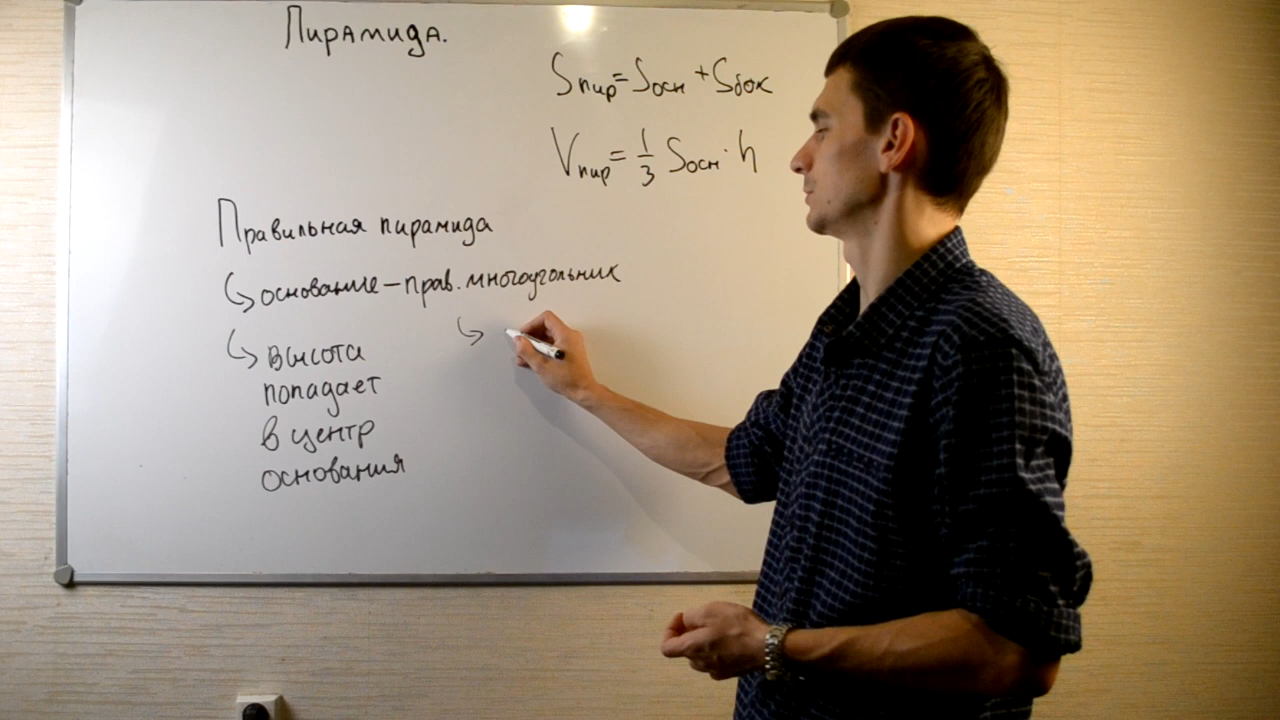 Пирамида.
Sпир=Sосн+Sбок
Vпир=1/3 Sосн·h
Правильная пирамида
↪основание–прав. многоугольник
↪высота
попадает
в центр
основания
↪